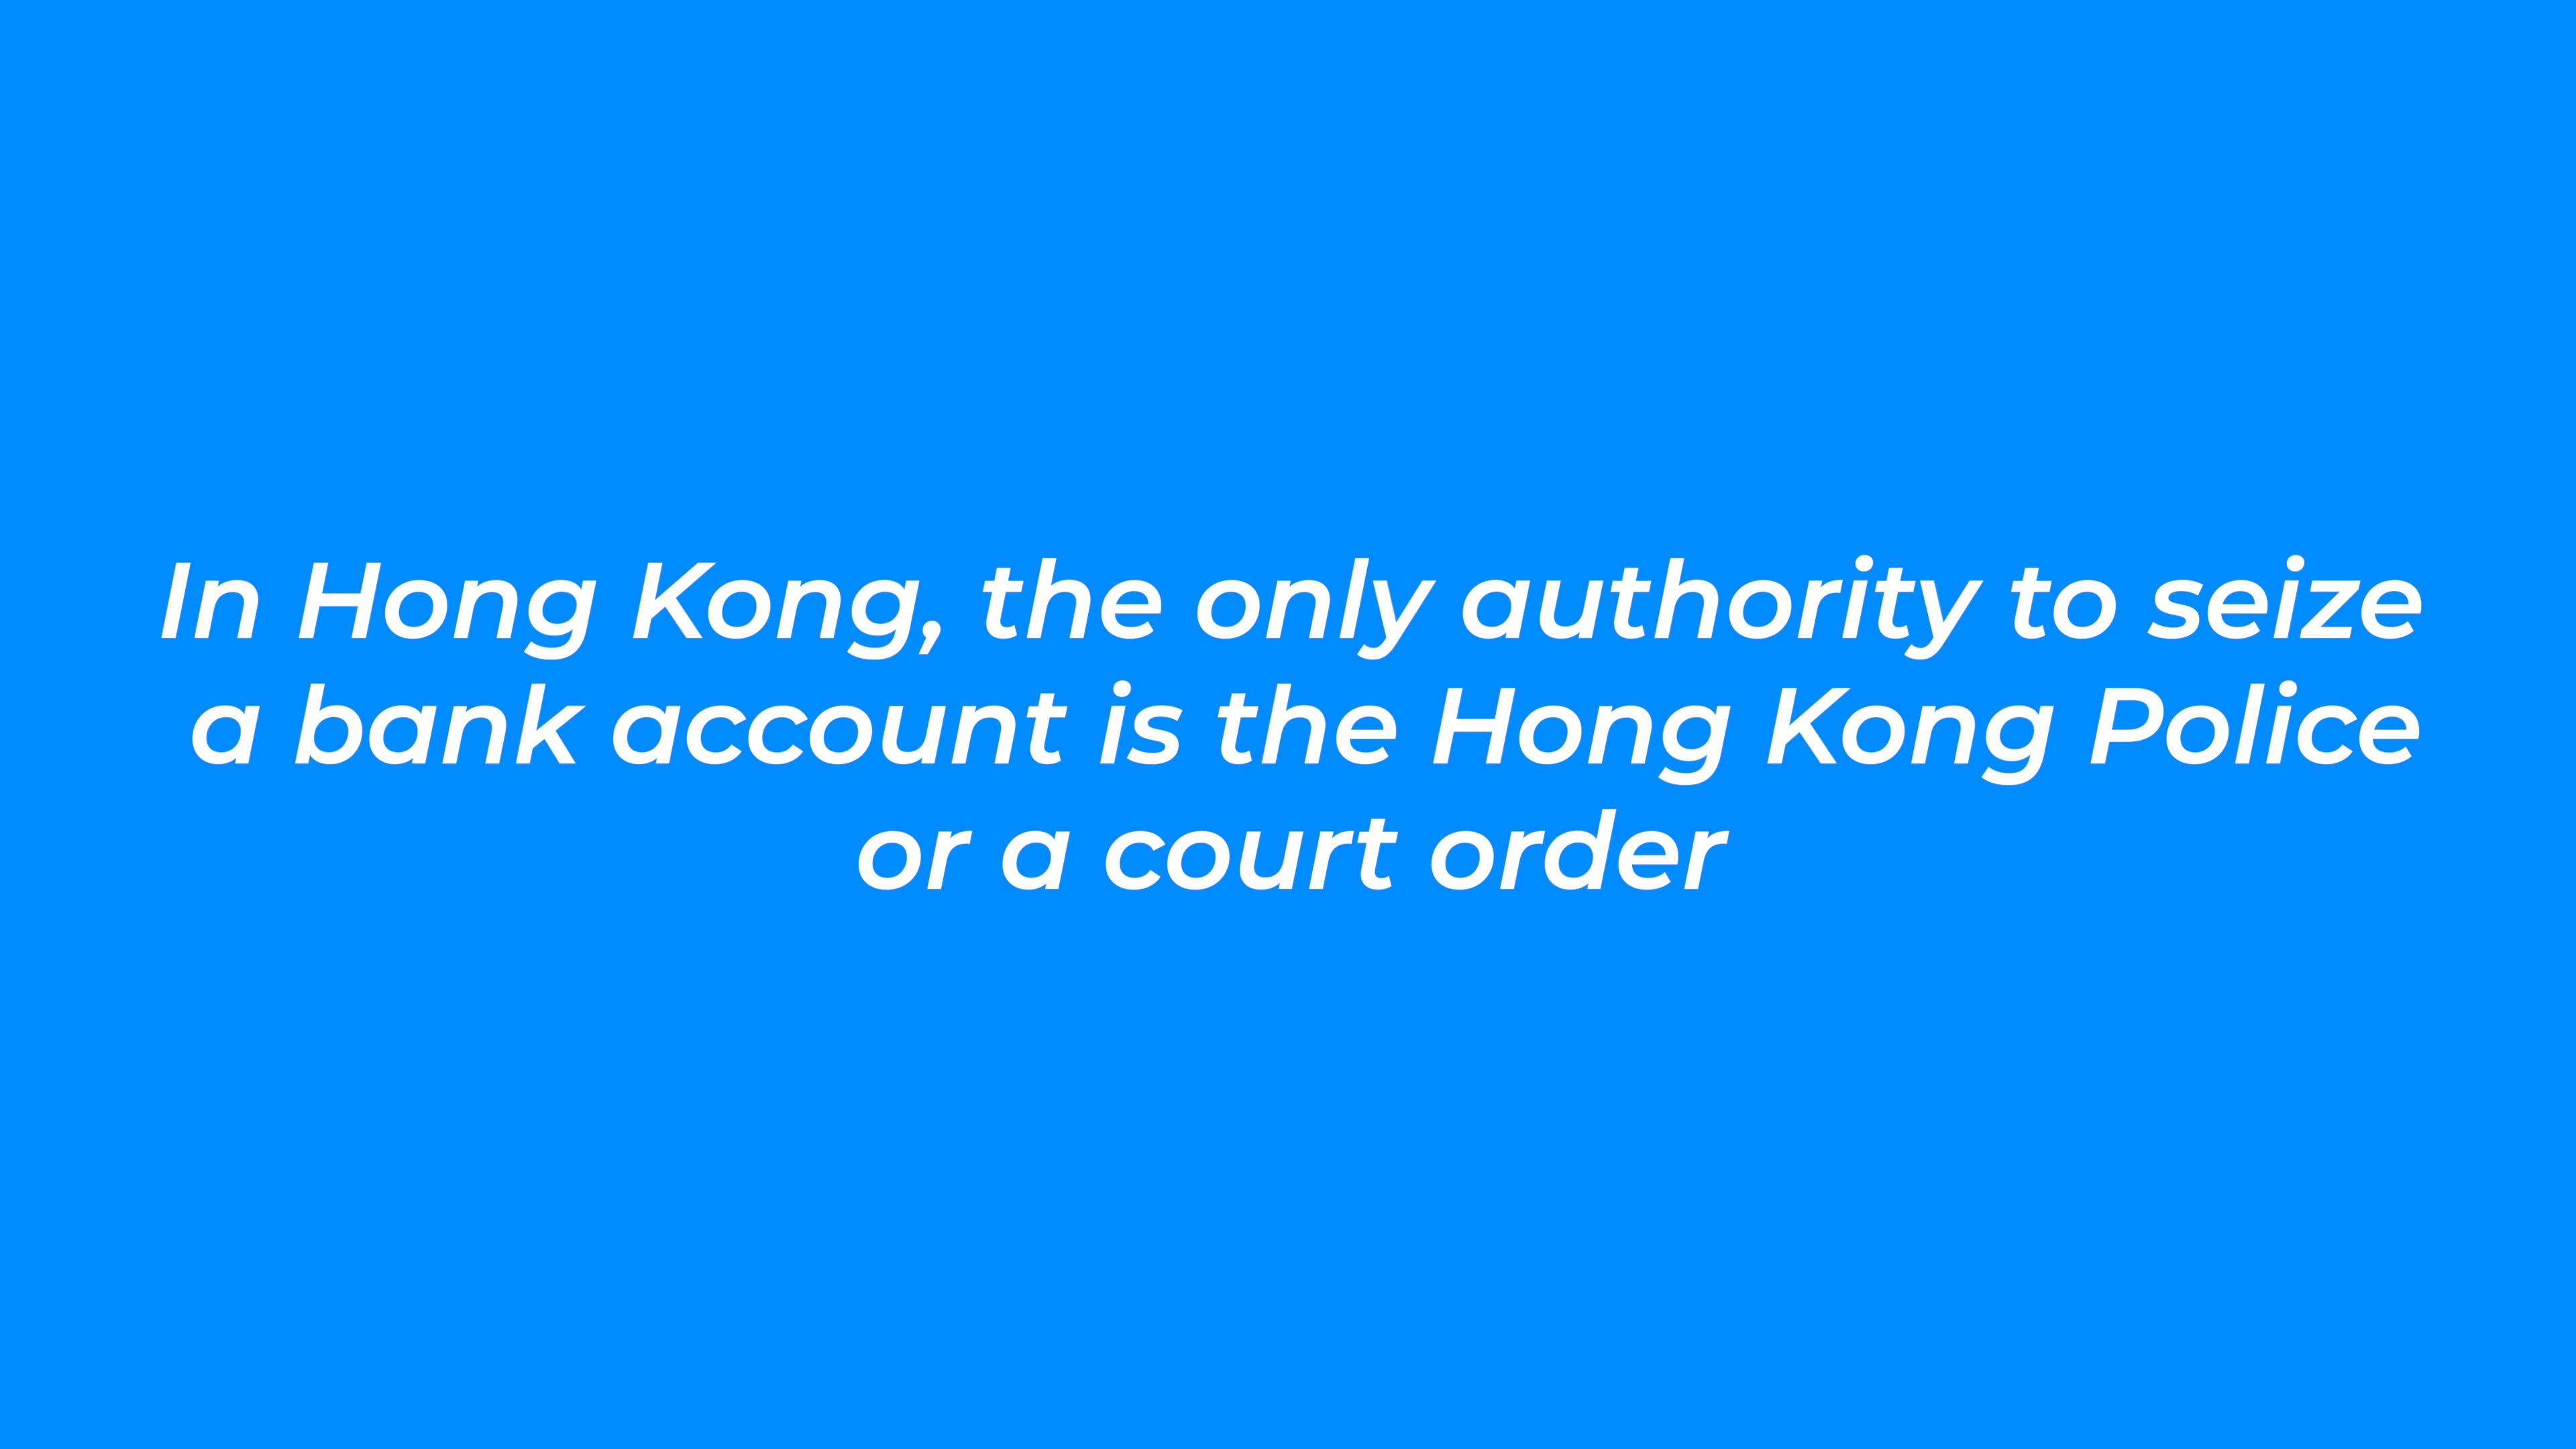 In Hong Kong, the only authority to seize
a bank account is the Hong Kong Police
or a court order